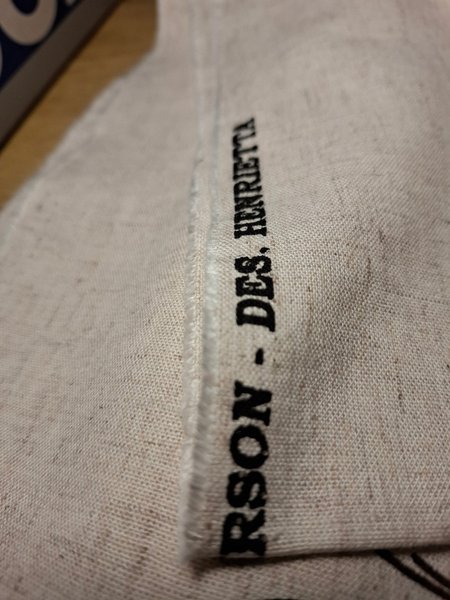 RSON - DES. HENRIETTA